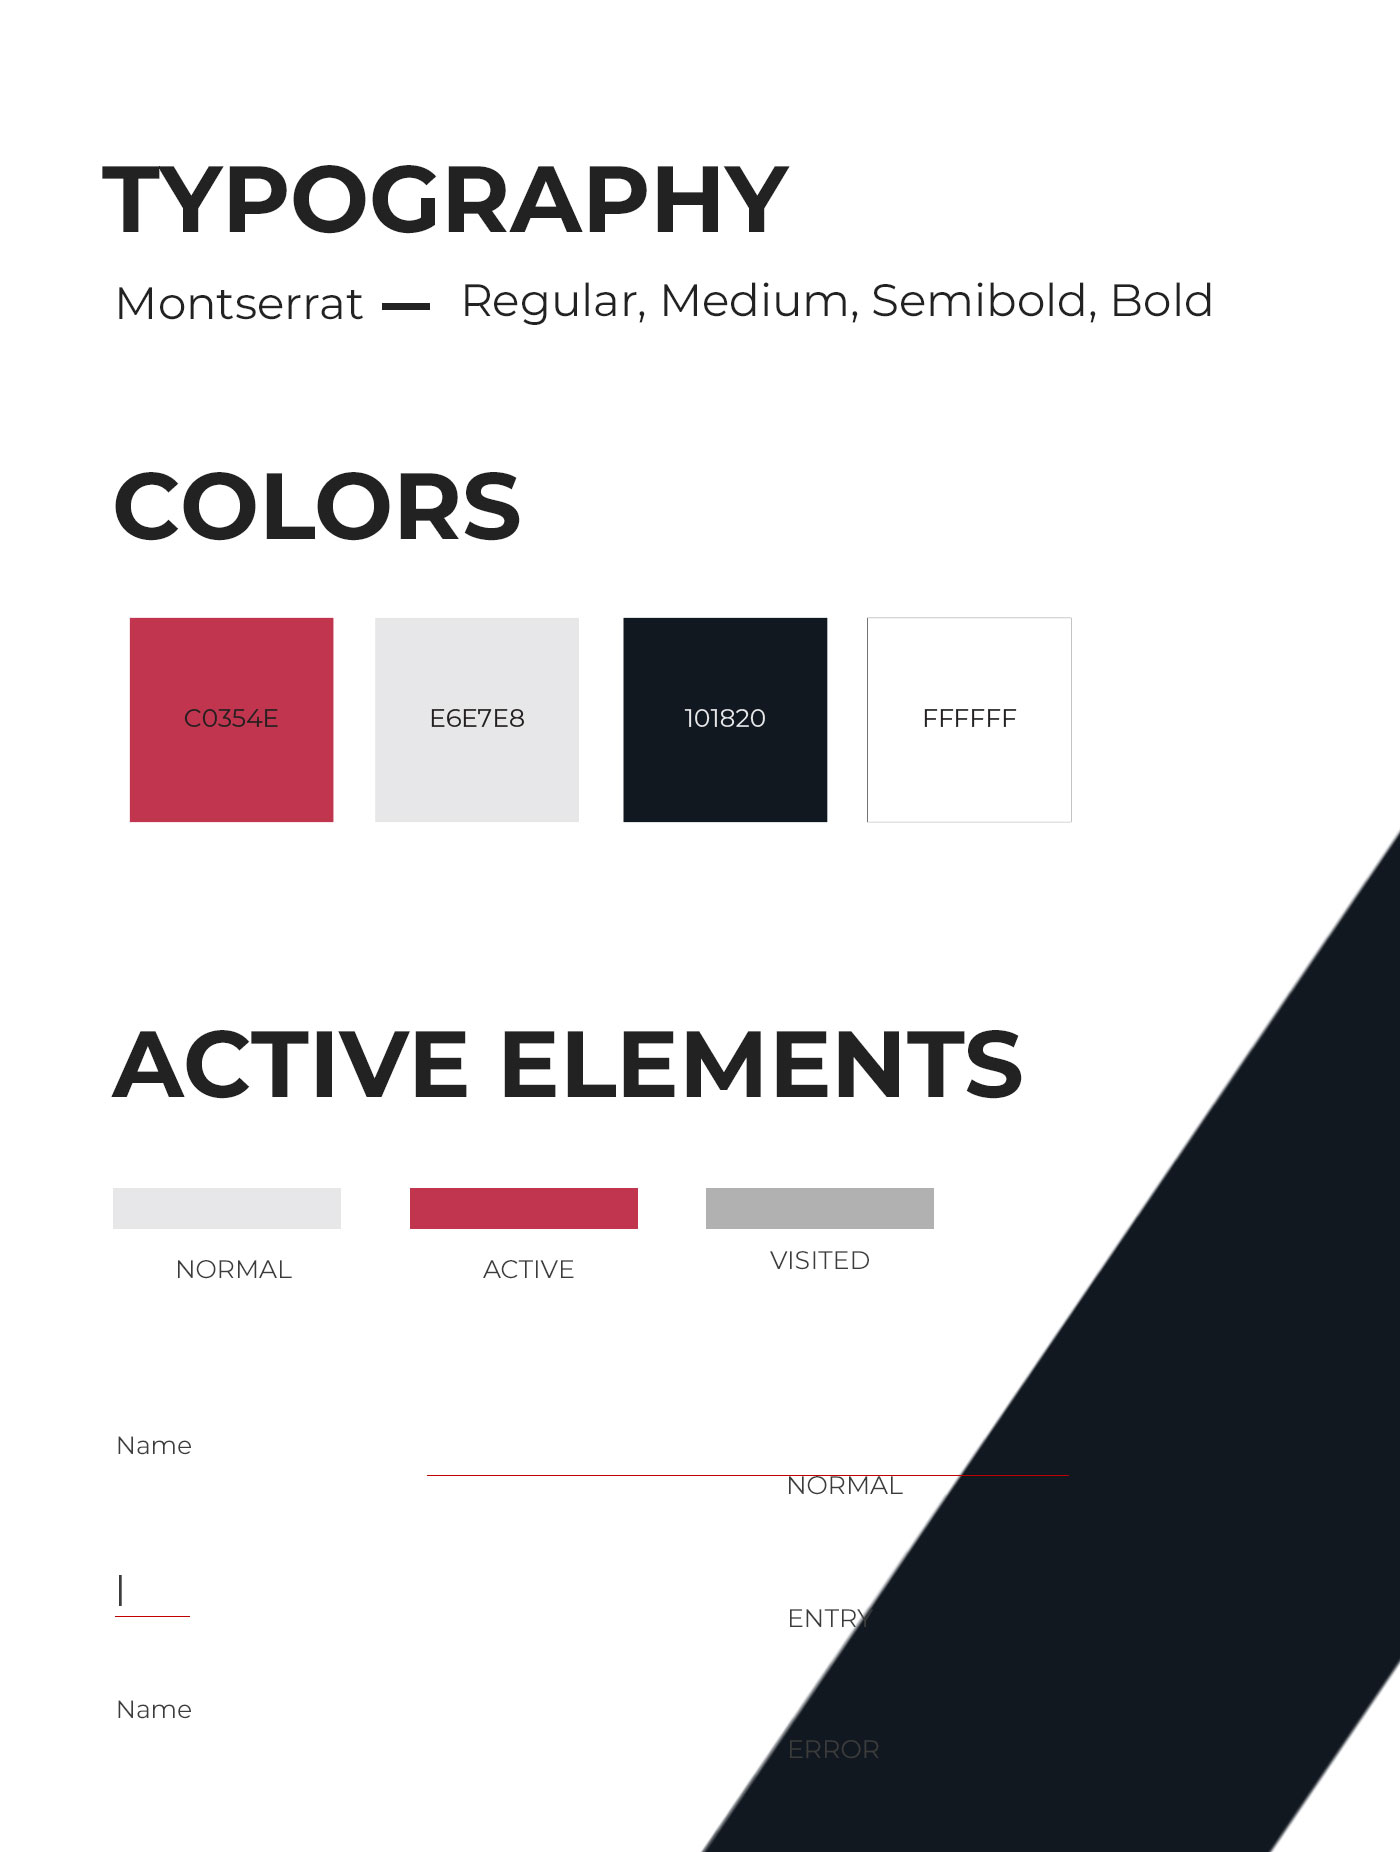 TYPOGRAPHY
Montserrat — Regular, Medium, Semibold, Bold
COLORS
C0354E E6E7E8 101820 FFFFFF
ACTIVE ELEMENTS
NORMAL ACTIVE VISITED
Name
NORMAL
|
ENTRY
Name
ERROR